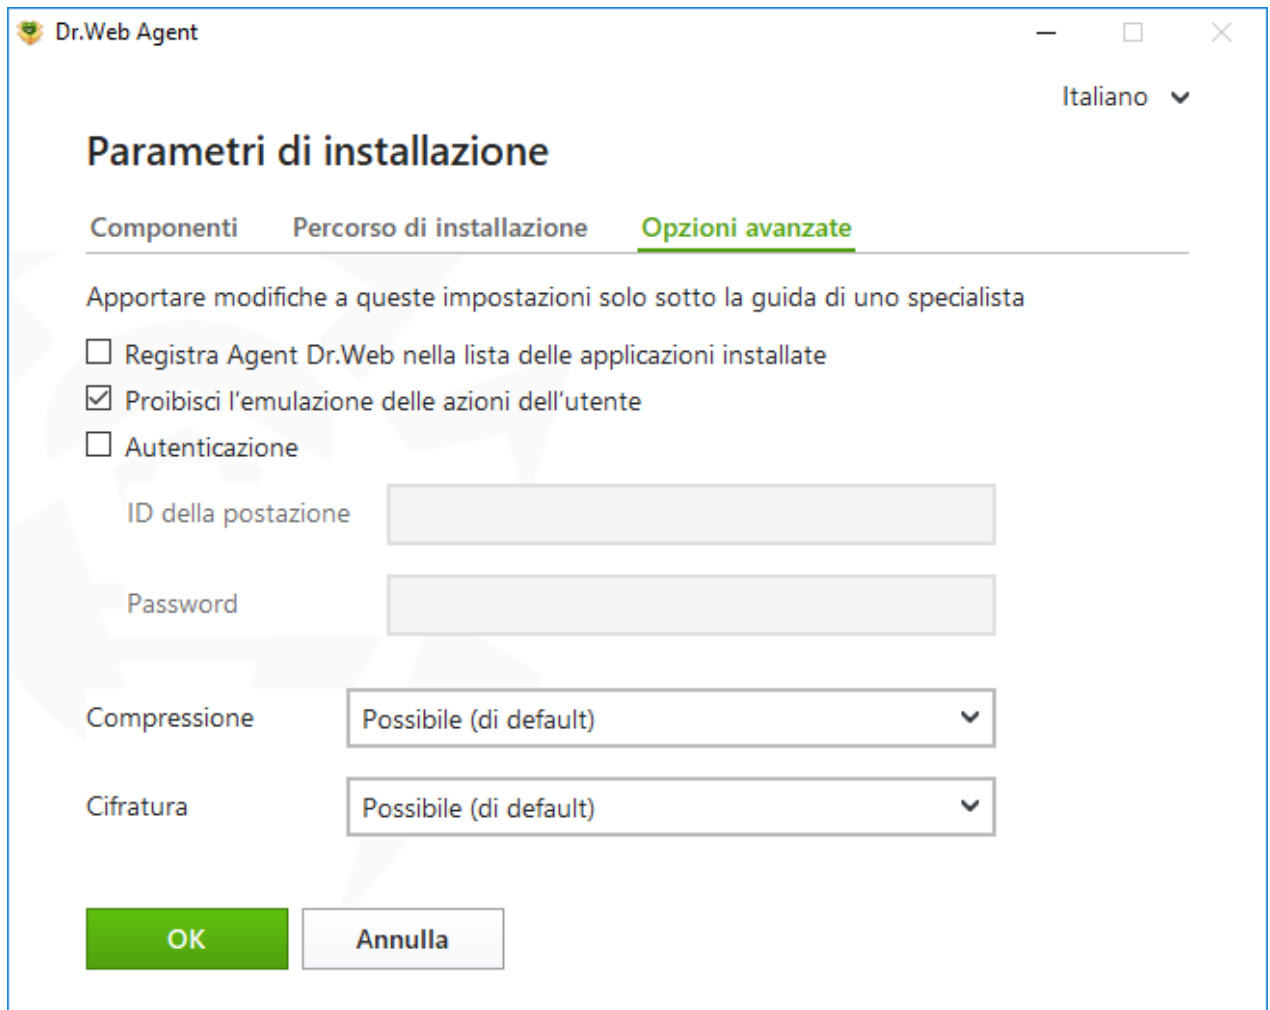 Dr.Web Agent
Italiano
Parametri di installazione
Componenti Percorso di installazione Opzioni avanzate
Apportare modifiche a queste impostazioni solo sotto la guida di uno specialista
Registra Agent Dr.Web nella lista delle applicazioni installate
Proibisci l'emulazione delle azioni dell'utente
Autenticazione
ID della postazione
Password
Compressione Possibile (di default)
Cifratura Possibile (di default)
OK Annulla